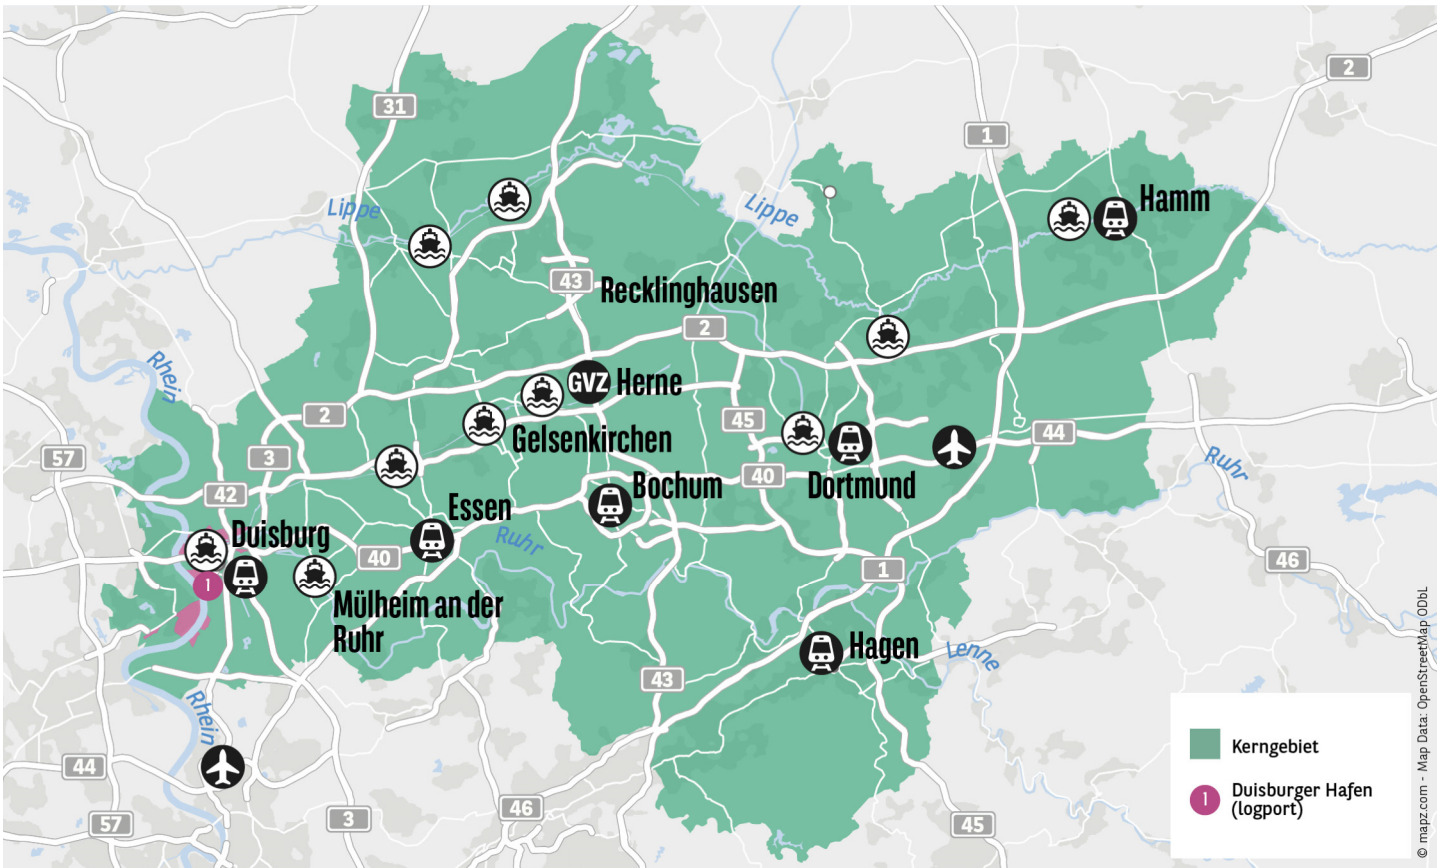 31
2
1
Hamm
Lippe
Lippe
43
Recklinghausen
2
Rhein
GVZ
Herne
2
45
44
Gelsenkirchen
57
3
Ruhr
40
Dortmund
Bochum
42
Essen
Duisburg
Ruhr
40
46
1
1
Mülheim an der
Ruhr
Hagen
Lenne
43
Rhein
44
46
3
57
45
Kerngebiet
1
Duisburger Hafen
(logport)
© mapz.com - Map Data: OpenStreetMap ODbL